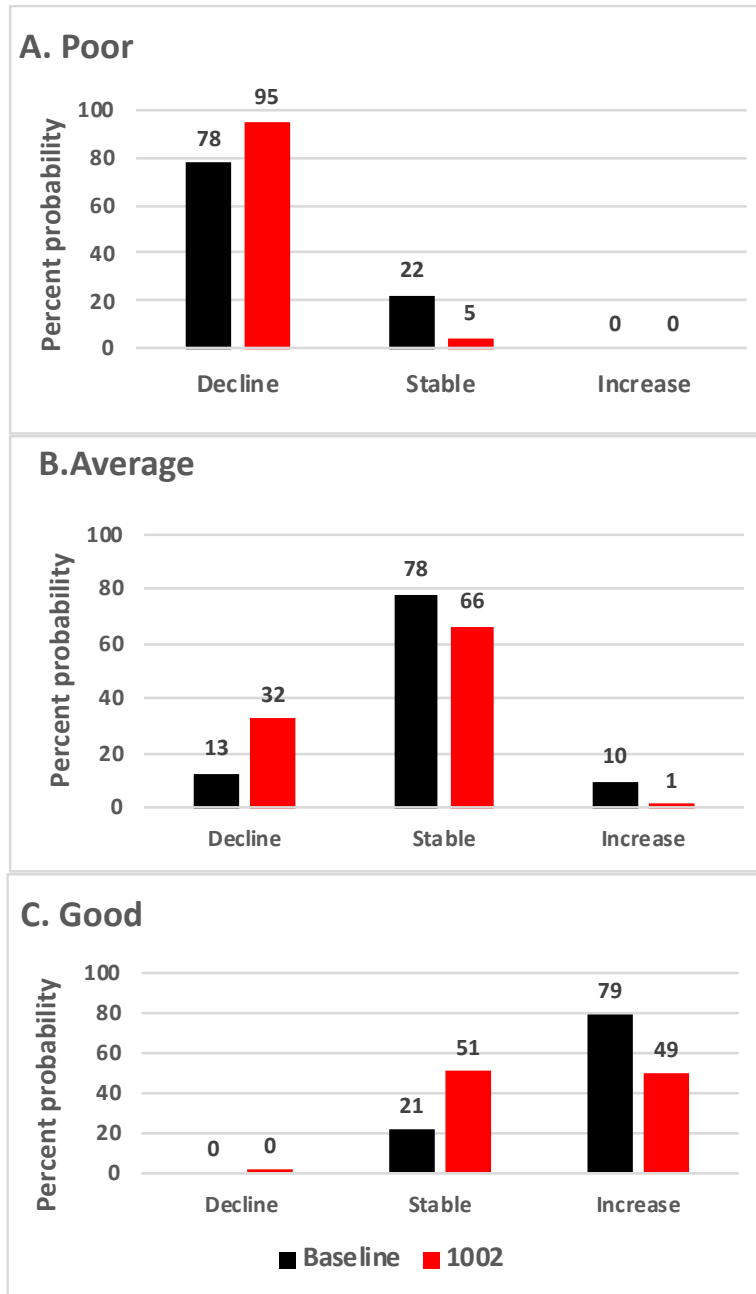 A. Poor
Percent probability
100
80
60
40
20
0
78
95
22
5
0
0
Decline
Stable
Increase
B.Average
Percent probability
100
80
60
40
20
0
13
32
78
66
10
1
Decline
Stable
Increase
C. Good
Percent probability
100
80
60
40
20
0
0
0
21
51
79
49
Decline
Stable
Increase
Baseline
1002